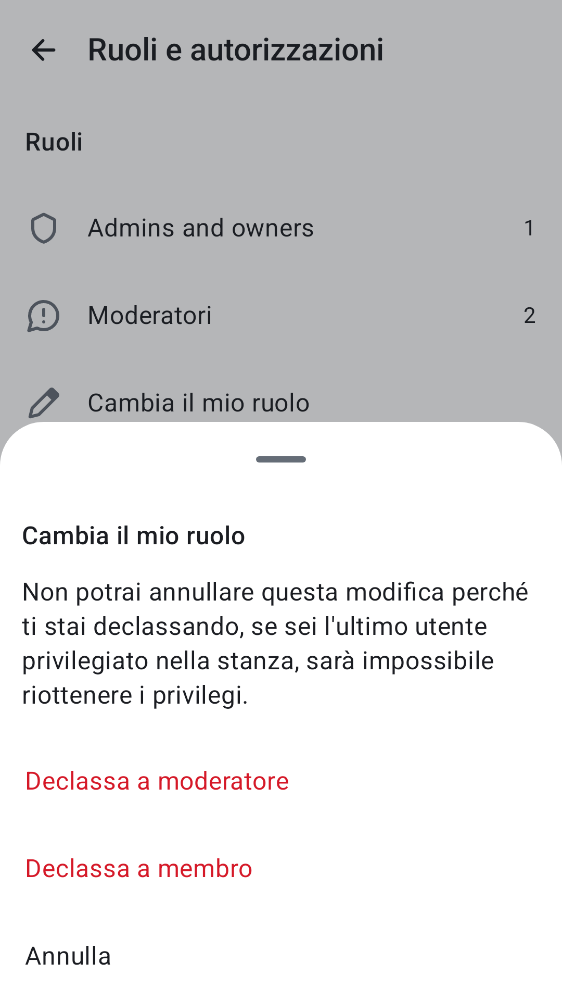 Ruoli e autorizzazioni
Ruoli
Admins and owners 1
Moderatori 2
Cambia il mio ruolo
Cambia il mio ruolo
Non potrai annullare questa modifica perché
ti stai declassando, se sei l'ultimo utente
privilegiato nella stanza, sarà impossibile
riottenere i privilegi.
Declassa a moderatore
Declassa a membro
Annulla